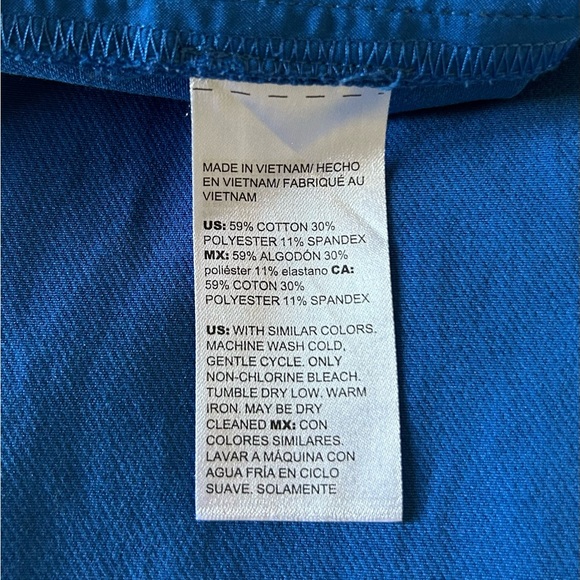 MADE IN VIETNAM/ HECHO
EN VIETNAM/ FABRIQUÉ AU
VIETNAM
US: 59% COTTON 30%
POLYESTER 11% SPANDEX
MX: 59% ALGODÓN 30%
poliéster 11% elastano CA:
59% COTON 30%
POLYESTER 11% SPANDEX
US: WITH SIMILAR COLORS.
MACHINE WASH COLD,
GENTLE CYCLE. ONLY
NON-CHLORINE BLEACH.
TUMBLE DRY LOW. WARM
IRON. MAY BE DRY
CLEANED MX: CON
COLORES SIMILARES.
LAVAR A MÁQUINA CON
AGUA FRÍA EN CICLO
SUAVE. SOLAMENTE